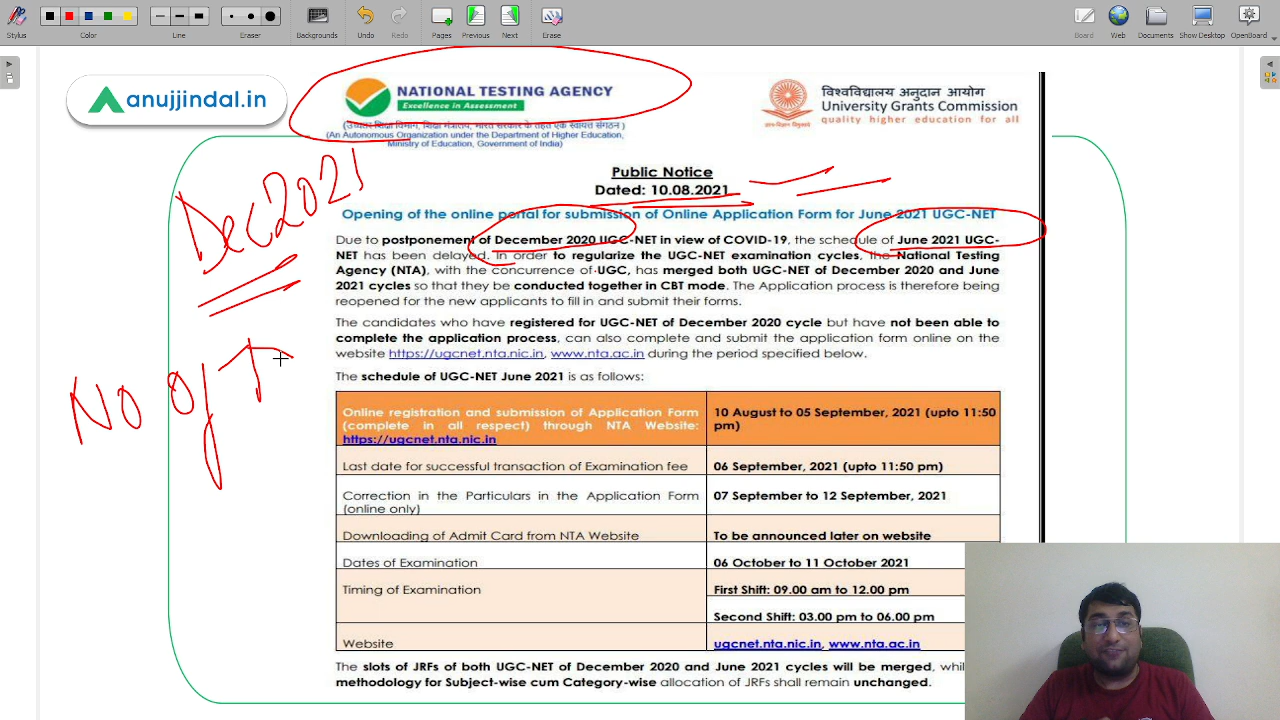 Stylus
Color
Line
Eraser
Backgrounds
Undo
Redo
Pages
Previous
Next
Erase
Board
Web
Documents
Show Desktop
OpenBoard
anujjindal.in
NATIONAL TESTING AGENCY
Excellence in Assessment
(उच्चतर शिक्षा विभाग, शिक्षा मंत्रालय, भारत सरकार के तहत एक स्वायत्त संगठन)
(An Autonomous Organization under the Department of Higher Education,
Ministry of Education, Government of India)
विश्वविद्यालय अनुदान आयोग
University Grants Commission
quality higher education for all
Public Notice
Dated: 10.08.2021
Dec 2021
Opening of the online portal for submission of Online Application Form for June 2021 UGC-NET
Due to postponement of December 2020 UGC-NET in view of COVID-19, the schedule of June 2021 UGC-
NET has been delayed. In order to regularize the UGC-NET examination cycles, the National Testing
Agency (NTA), with the concurrence of UGC, has merged both UGC-NET of December 2020 and June
2021 cycles so that they be conducted together in CBT mode. The Application process is therefore being
reopened for the new applicants to fill in and submit their forms.
The candidates who have registered for UGC-NET of December 2020 cycle but have not been able to
complete the application process, can also complete and submit the application form online on the
website https://ugcnet.nta.nic.in, www.nta.ac.in during the period specified below.
No of
The schedule of UGC-NET June 2021 is as follows:
Online registration and submission of Application Form 10 August to 05 September, 2021 (upto 11:50
(complete in all respect) through NTA Website: pm)
https://ugcnet.nta.nic.in
Last date for successful transaction of Examination fee 06 September, 2021 (upto 11:50 pm)
Correction in the Particulars in the Application Form 07 September to 12 September, 2021
(online only)
Downloading of Admit Card from NTA Website To be announced later on website
Dates of Examination 06 October to 11 October 2021
Timing of Examination First Shift: 09.00 am to 12.00 pm
Second Shift: 03.00 pm to 06.00 pm
Website ugcnet.nta.nic.in, www.nta.ac.in
The slots of JRFs of both UGC-NET of December 2020 and June 2021 cycles will be merged,
methodology for Subject-wise cum Category-wise allocation of JRFs shall remain unchanged.